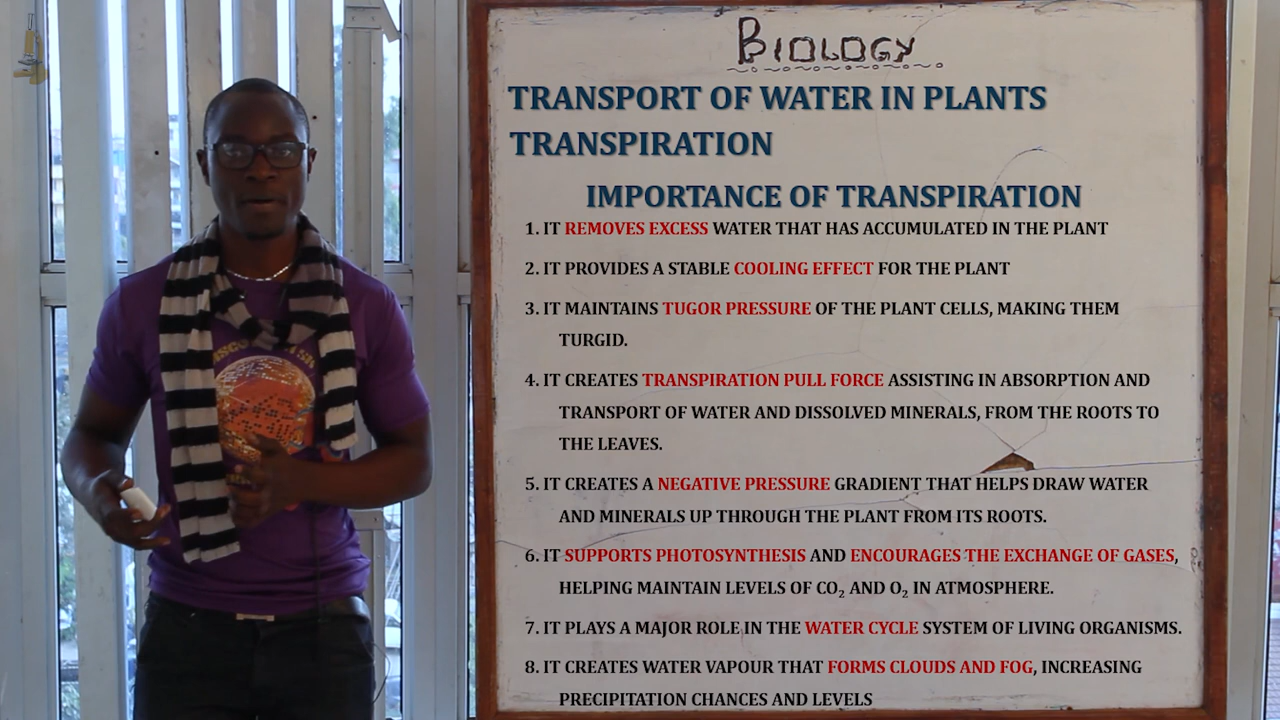 BIOLOGY
TRANSPORT OF WATER IN PLANTS
TRANSPIRATION
IMPORTANCE OF TRANSPIRATION
1. IT REMOVES EXCESS WATER THAT HAS ACCUMULATED IN THE PLANT
2. IT PROVIDES A STABLE COOLING EFFECT FOR THE PLANT
3. IT MAINTAINS TUGOR PRESSURE OF THE PLANT CELLS, MAKING THEM
TURGID.
4. IT CREATES TRANSPIRATION PULL FORCE ASSISTING IN ABSORPTION AND
TRANSPORT OF WATER AND DISSOLVED MINERALS, FROM THE ROOTS TO
THE LEAVES.
5. IT CREATES A NEGATIVE PRESSURE GRADIENT THAT HELPS DRAW WATER
AND MINERALS UP THROUGH THE PLANT FROM ITS ROOTS.
6. IT SUPPORTS PHOTOSYNTHESIS AND ENCOURAGES THE EXCHANGE OF GASES,
HELPING MAINTAIN LEVELS OF CO₂ AND O₂ IN ATMOSPHERE.
7. IT PLAYS A MAJOR ROLE IN THE WATER CYCLE SYSTEM OF LIVING ORGANISMS.
8. IT CREATES WATER VAPOUR THAT FORMS CLOUDS AND FOG, INCREASING
PRECIPITATION CHANCES AND LEVELS